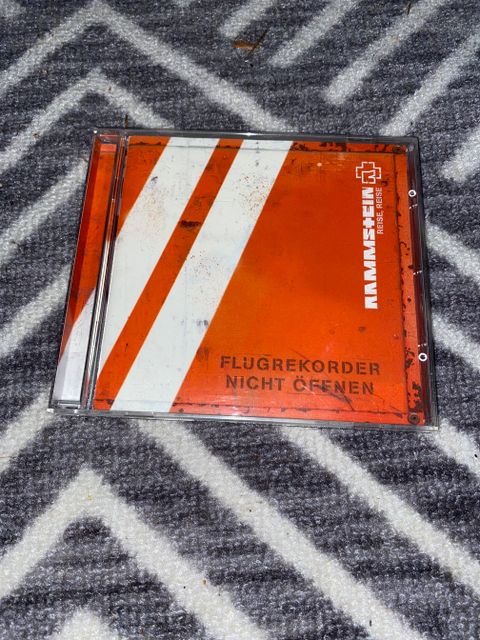 RAMMSTEIN
REISE, REISE
FLUGREKORDER
NICHT ÖFFNEN